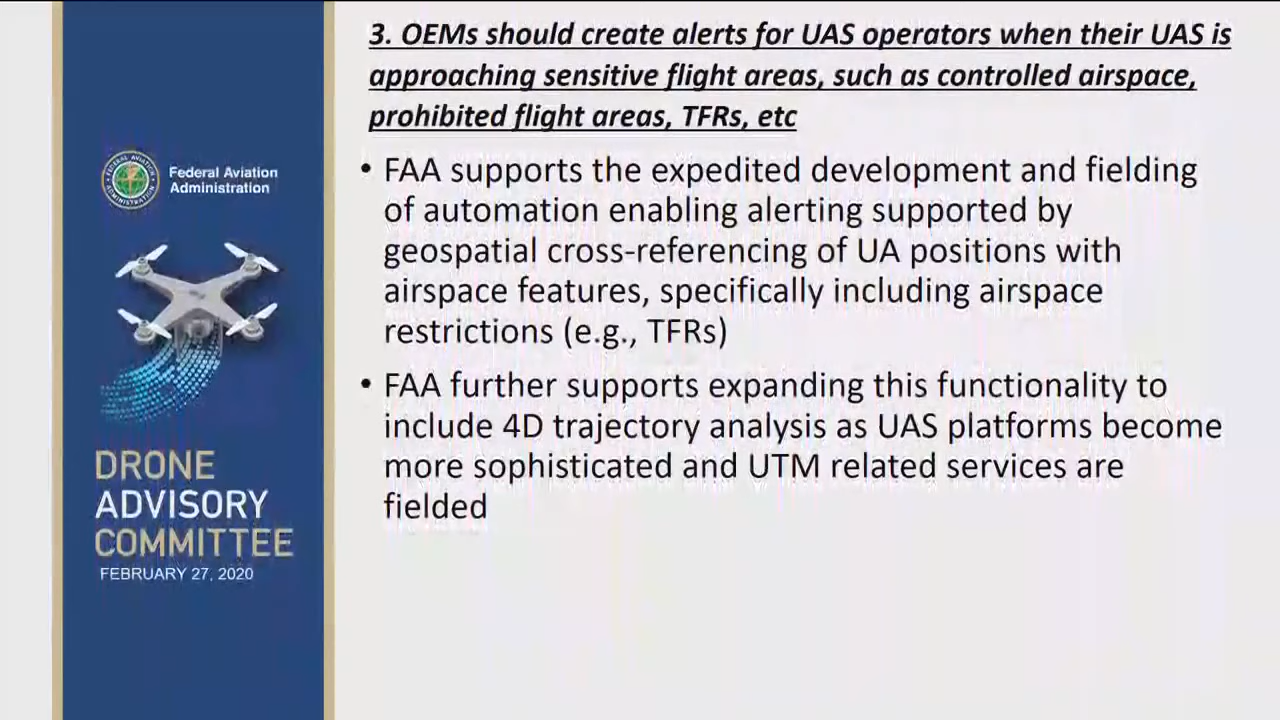 Federal Aviation
Administration
DRONE
ADVISORY
COMMITTEE
FEBRUARY 27, 2020
3. OEMs should create alerts for UAS operators when their UAS is
approaching sensitive flight areas, such as controlled airspace,
prohibited flight areas, TFRs, etc
• FAA supports the expedited development and fielding
of automation enabling alerting supported by
geospatial cross-referencing of UA positions with
airspace features, specifically including airspace
restrictions (e.g., TFRs)
• FAA further supports expanding this functionality to
include 4D trajectory analysis as UAS platforms become
more sophisticated and UTM related services are
fielded